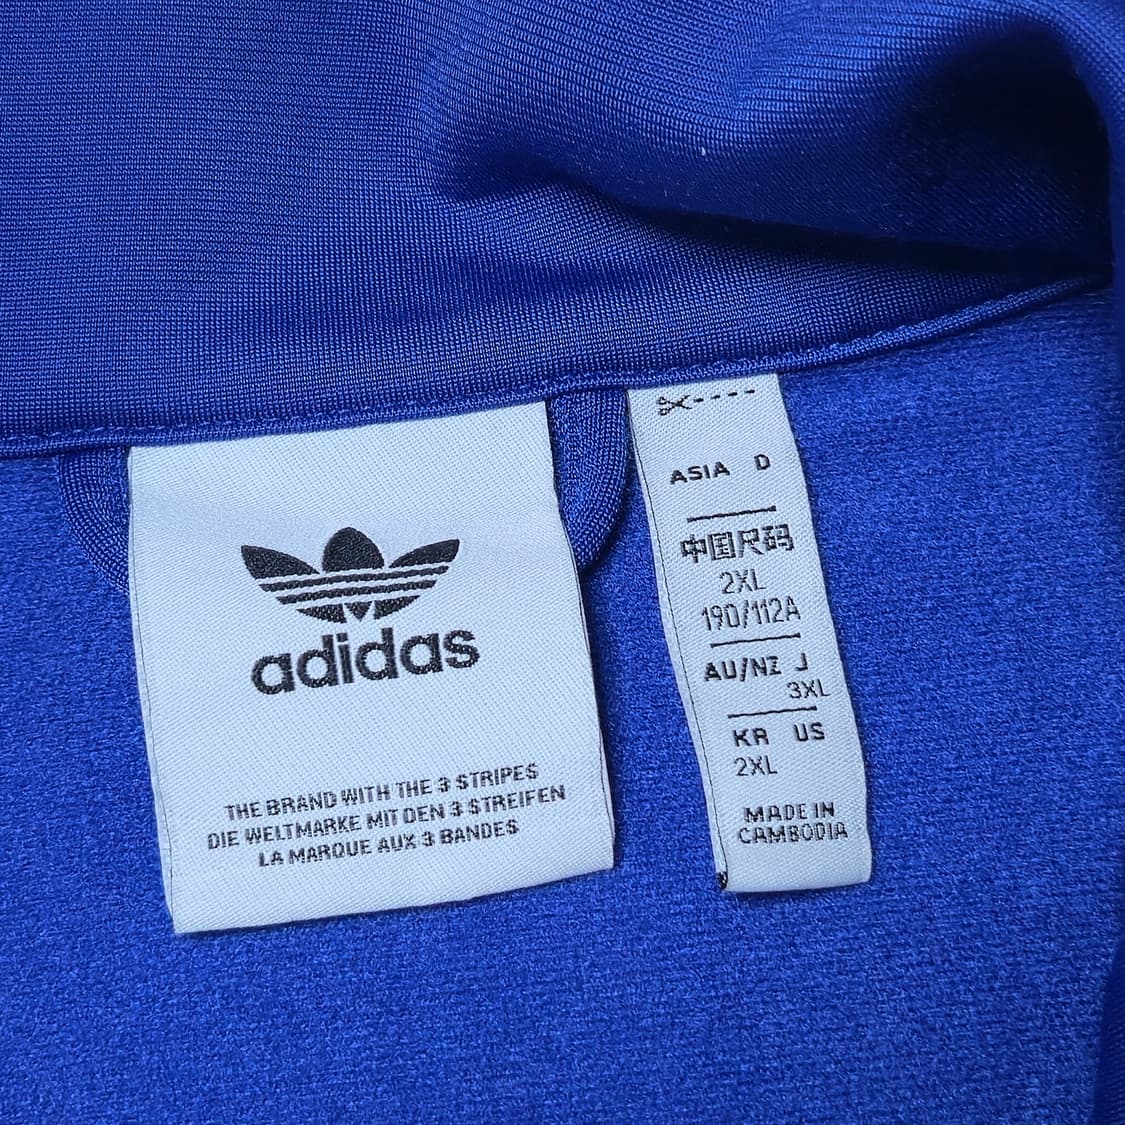 adidas
THE BRAND WITH THE 3 STRIPES
DIE WELTMARKE MIT DEN 3 STREIFEN
LA MARQUE AUX 3 BANDES
ASIA D
中国尺码
2XL
190/112A
AU/NZ J
3XL
KR US
2XL
MADE IN
CAMBODIA